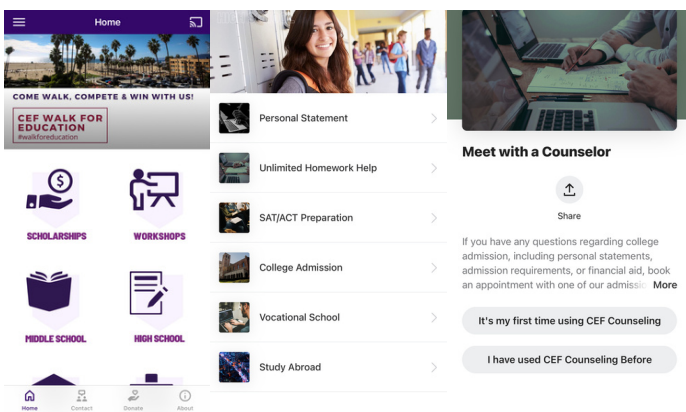 Home
COME WALK, COMPETE & WIN WITH US!
CEF WALK FOR
EDUCATION
#walkforeducation
SCHOLARSHIPS
WORKSHOPS
MIDDLE SCHOOL
HIGH SCHOOL
Home
Contact
Donate
About
Personal Statement
Unlimited Homework Help
SAT/ACT Preparation
College Admission
Vocational School
Study Abroad
Meet with a Counselor
Share
If you have any questions regarding college
admission, including personal statements,
admission requirements, or financial aid, book
an appointment with one of our admissio More
It's my first time using CEF Counseling
I have used CEF Counseling Before